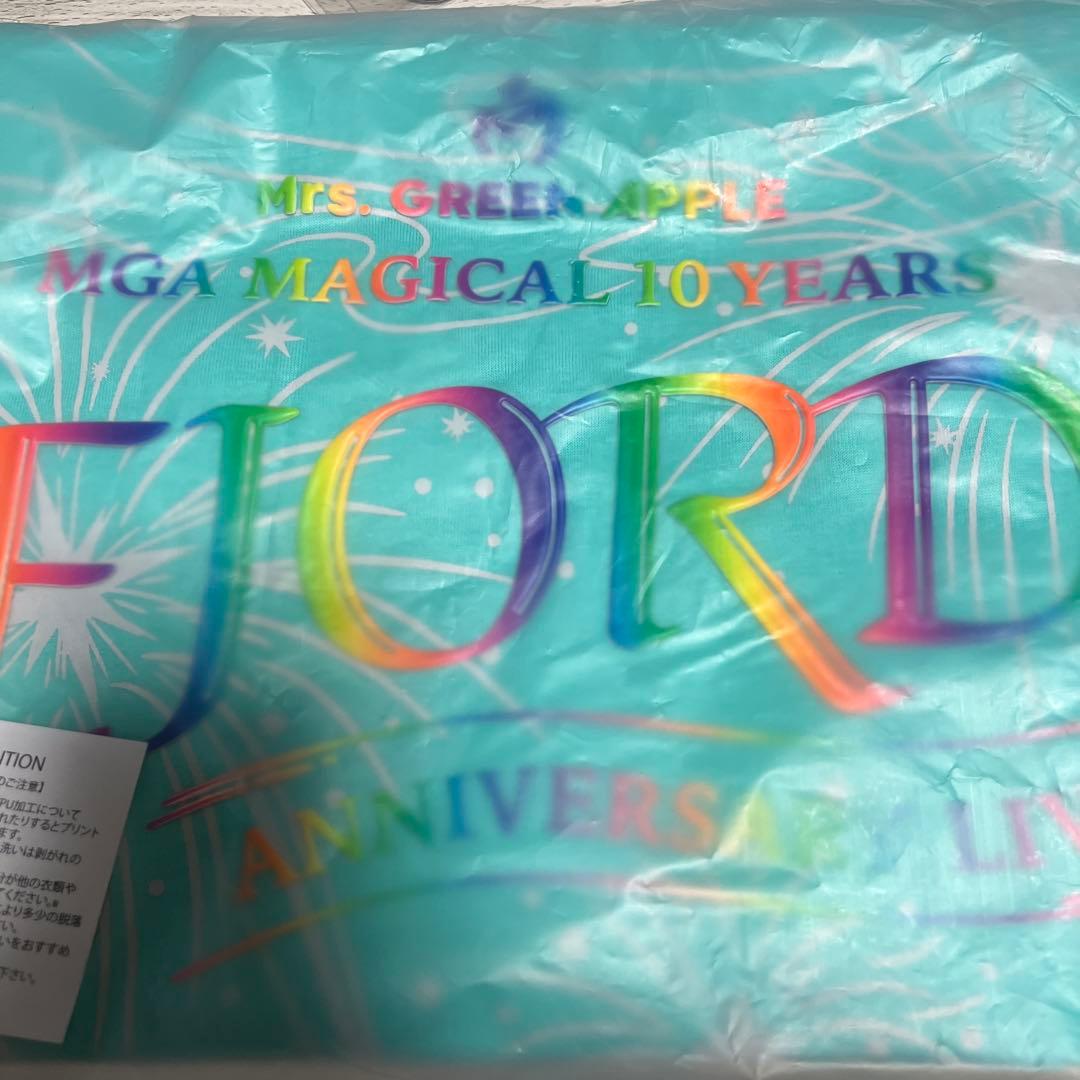 Mrs. GREEN APPLE
MGA MAGICAL 10 YEARS
FJORD
ANNIVERSARY LIV
TION
のご注意】
PU加工について
れたりするとプリント
ます。
洗いは剥がれの
分が他の衣類や
てください。※
より多少の脱落
い。
いをおすすめ
下さい。